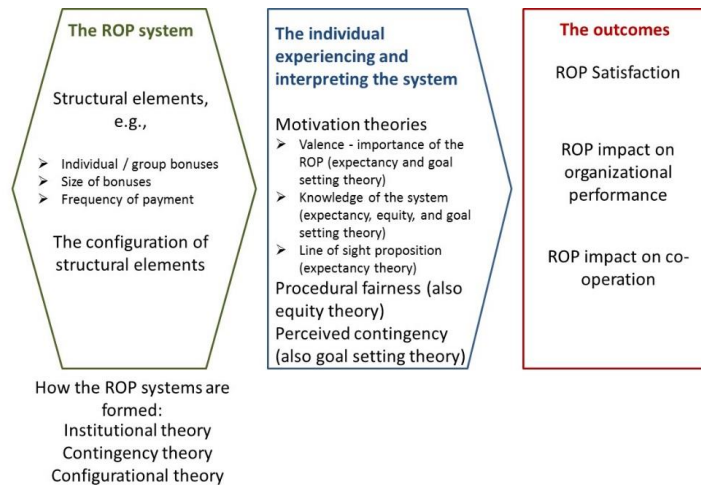 The ROP system
Structural elements,
e.g.,
➢ Individual / group bonuses
➢ Size of bonuses
➢ Frequency of payment
The configuration of
structural elements
How the ROP systems are
formed:
Institutional theory
Contingency theory
Configurational theory
The individual
experiencing and
interpreting the system
Motivation theories
➢ Valence - importance of the
ROP (expectancy and goal
setting theory)
➢ Knowledge of the system
(expectancy, equity, and goal
setting theory)
➢ Line of sight proposition
(expectancy theory)
Procedural fairness (also
equity theory)
Perceived contingency
(also goal setting theory)
The outcomes
ROP Satisfaction
ROP impact on
organizational
performance
ROP impact on co-
operation